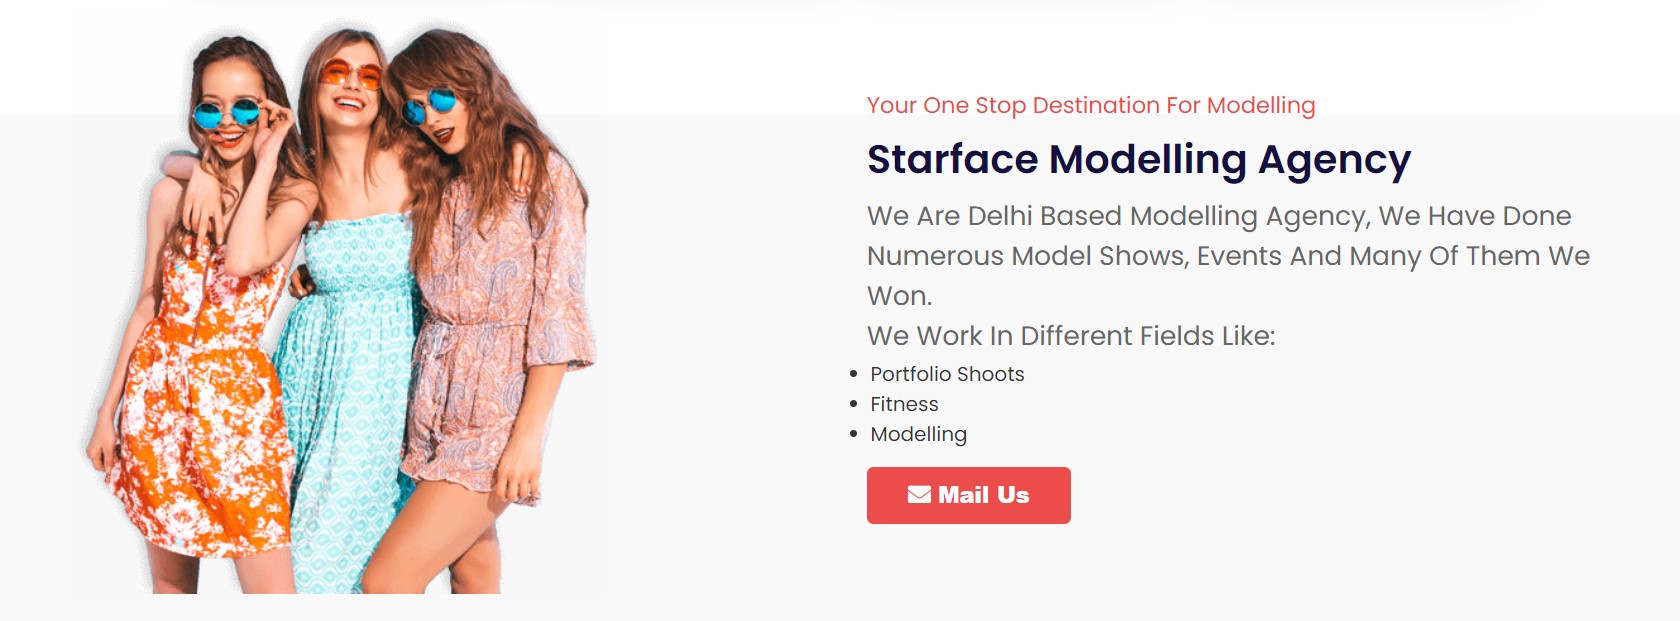 Your One Stop Destination For Modelling
Starface Modelling Agency
We Are Delhi Based Modelling Agency, We Have Done
Numerous Model Shows, Events And Many Of Them We
Won.
We Work In Different Fields Like:
Portfolio Shoots
Fitness
Modelling
Mail Us